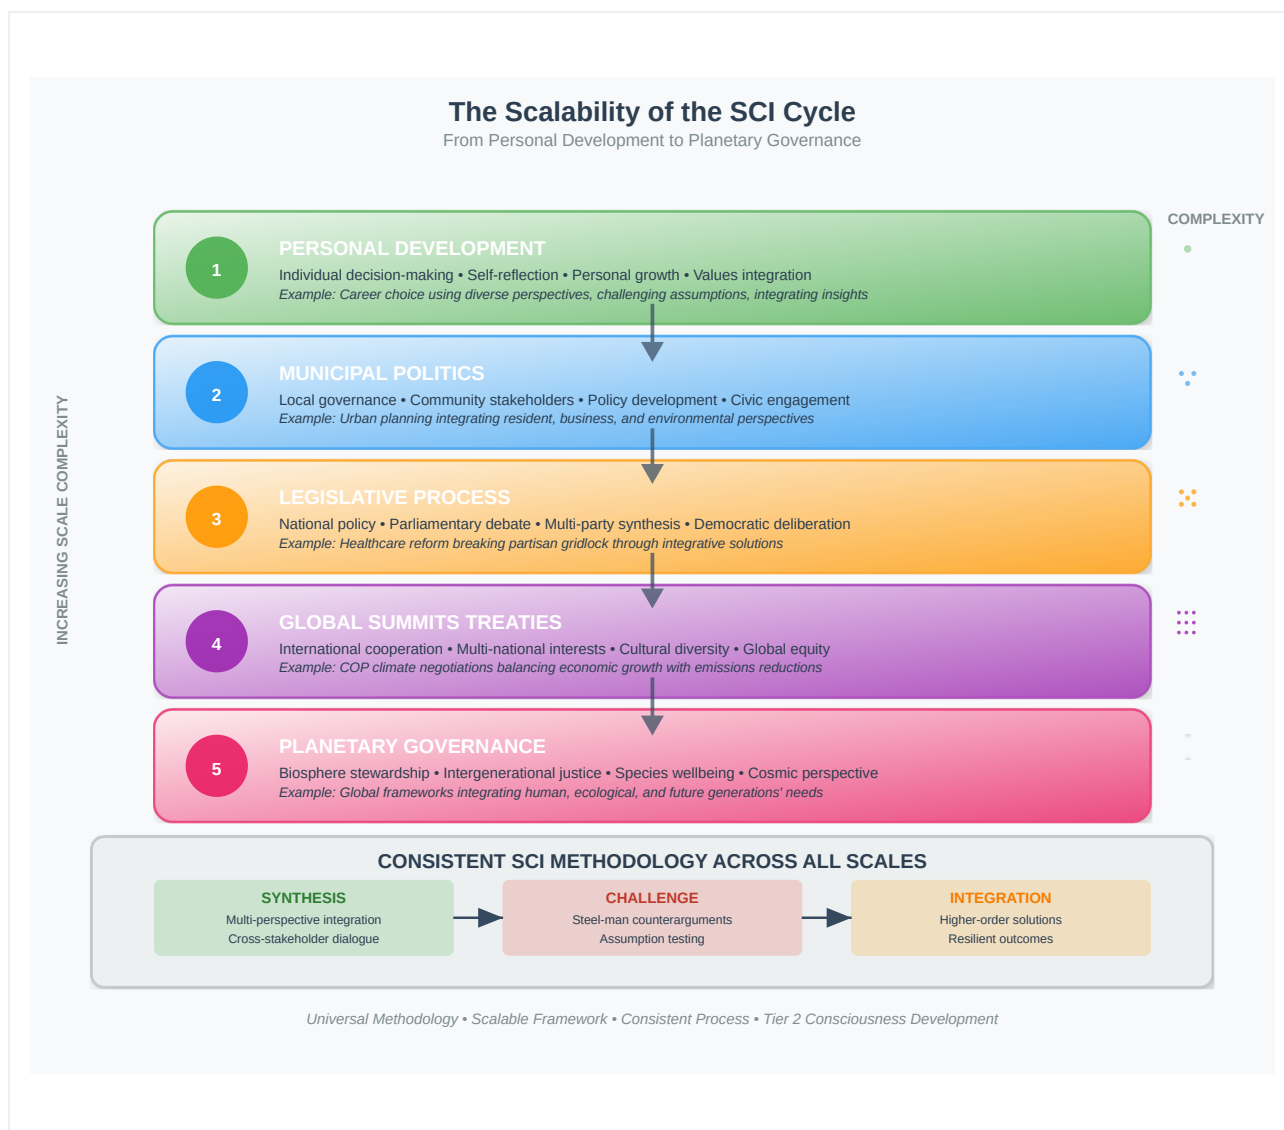 The Scalability of the SCI Cycle
From Personal Development to Planetary Governance
COMPLEXITY
INCREASING SCALE COMPLEXITY
1
PERSONAL DEVELOPMENT
Individual decision-making • Self-reflection • Personal growth • Values integration
Example: Career choice using diverse perspectives, challenging assumptions, integrating insights
2
MUNICIPAL POLITICS
Local governance • Community stakeholders • Policy development • Civic engagement
Example: Urban planning integrating resident, business, and environmental perspectives
3
LEGISLATIVE PROCESS
National policy • Parliamentary debate • Multi-party synthesis • Democratic deliberation
Example: Healthcare reform breaking partisan gridlock through integrative solutions
4
GLOBAL SUMMITS TREATIES
International cooperation • Multi-national interests • Cultural diversity • Global equity
Example: COP climate negotiations balancing economic growth with emissions reductions
5
PLANETARY GOVERNANCE
Biosphere stewardship • Intergenerational justice • Species wellbeing • Cosmic perspective
Example: Global frameworks integrating human, ecological, and future generations' needs
CONSISTENT SCI METHODOLOGY ACROSS ALL SCALES
SYNTHESIS
Multi-perspective integration
Cross-stakeholder dialogue
CHALLENGE
Steel-man counterarguments
Assumption testing
INTEGRATION
Higher-order solutions
Resilient outcomes
Universal Methodology • Scalable Framework • Consistent Process • Tier 2 Consciousness Development